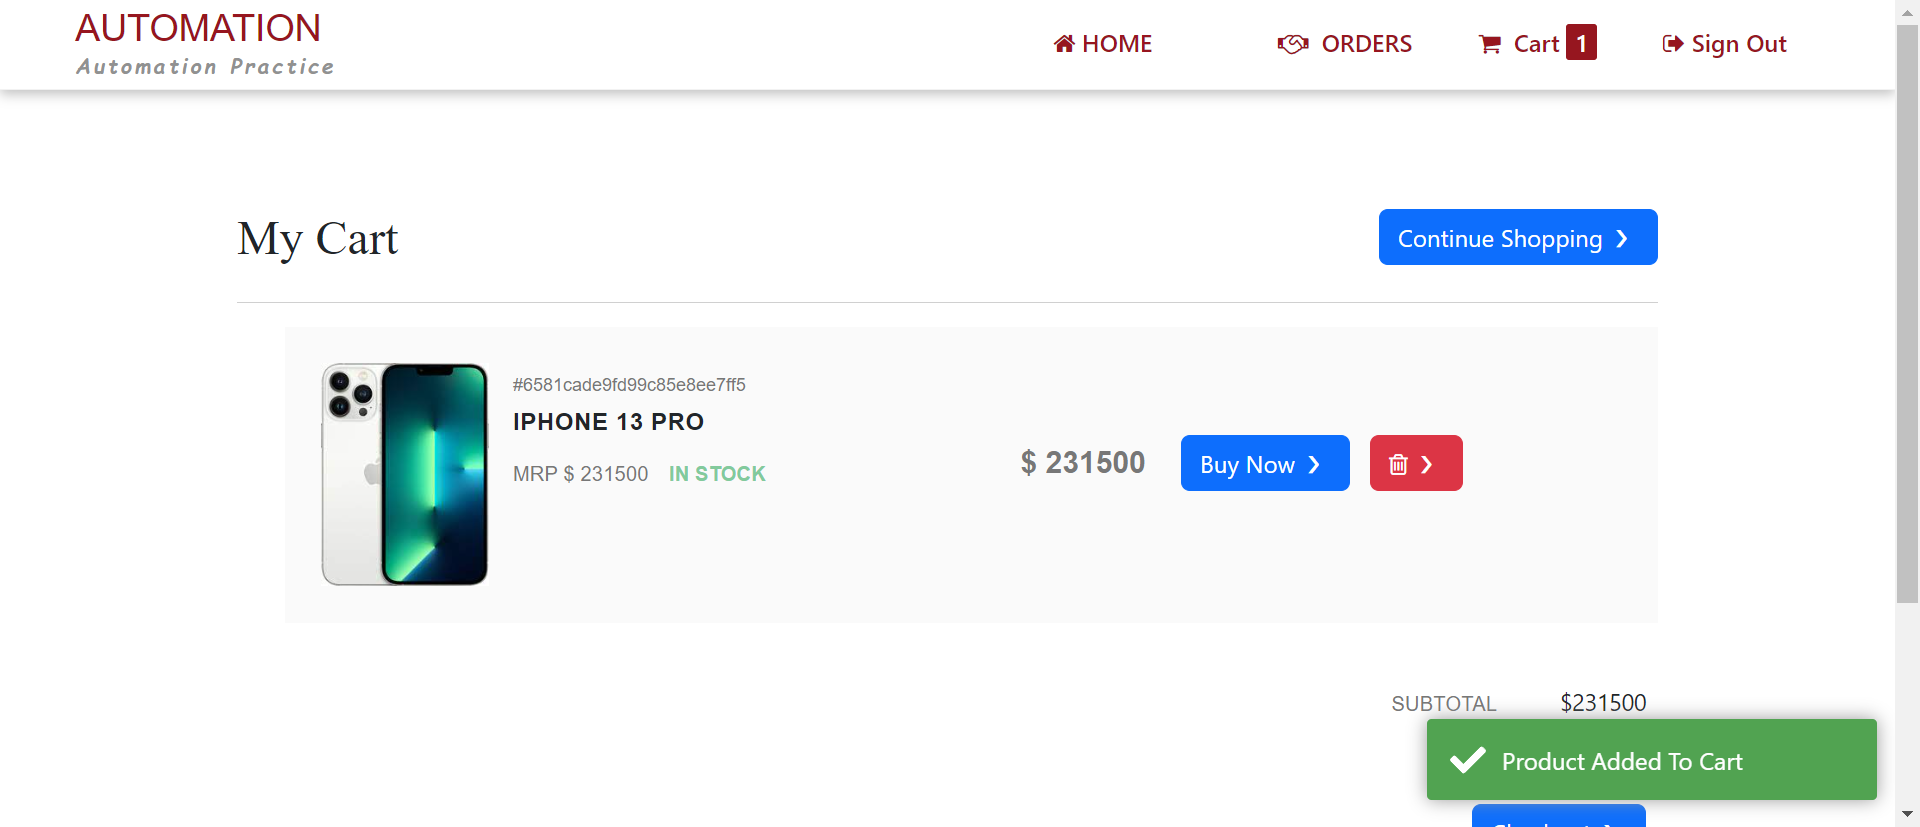 AUTOMATION
Automation Practice
HOME
ORDERS
Cart 1
Sign Out
My Cart
Continue Shopping
#6581cade9fd99c85e8ee7ff5
IPHONE 13 PRO
MRP $ 231500 IN STOCK
$ 231500
Buy Now
SUBTOTAL $231500
Product Added To Cart